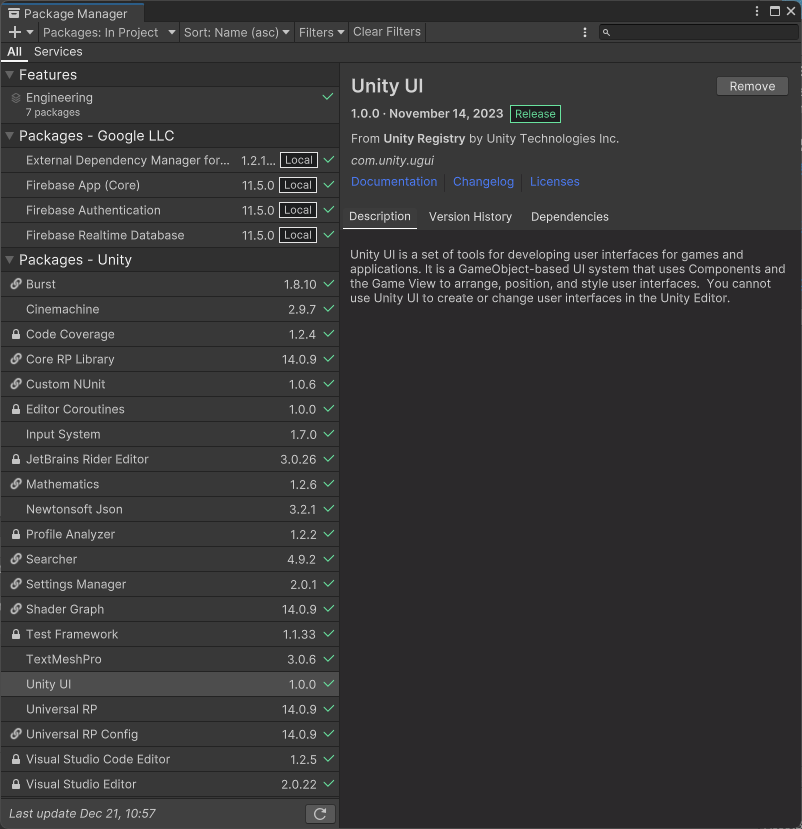 Package Manager
Packages: In Project Sort: Name (asc) Filters Clear Filters
All Services
Features
Engineering
7 packages
Packages - Google LLC
External Dependency Manager for... 1.2.1... Local
Firebase App (Core) 11.5.0 Local
Firebase Authentication 11.5.0 Local
Firebase Realtime Database 11.5.0 Local
Packages - Unity
Burst 1.8.10
Cinemachine 2.9.7
Code Coverage 1.2.4
Core RP Library 14.0.9
Custom NUnit 1.0.6
Editor Coroutines 1.0.0
Input System 1.7.0
JetBrains Rider Editor 3.0.26
Mathematics 1.2.6
Newtonsoft Json 3.2.1
Profile Analyzer 1.2.2
Searcher 4.9.2
Settings Manager 2.0.1
Shader Graph 14.0.9
Test Framework 1.1.33
TextMeshPro 3.0.6
Unity UI 1.0.0
Universal RP 14.0.9
Universal RP Config 14.0.9
Visual Studio Code Editor 1.2.5
Visual Studio Editor 2.0.22
Last update Dec 21, 10:57
Unity UI
Remove
1.0.0 · November 14, 2023 Release
From Unity Registry by Unity Technologies Inc.
com.unity.ugui
Documentation Changelog Licenses
Description Version History Dependencies
Unity UI is a set of tools for developing user interfaces for games and
applications. It is a GameObject-based UI system that uses Components and
the Game View to arrange, position, and style user interfaces.  You cannot
use Unity UI to create or change user interfaces in the Unity Editor.